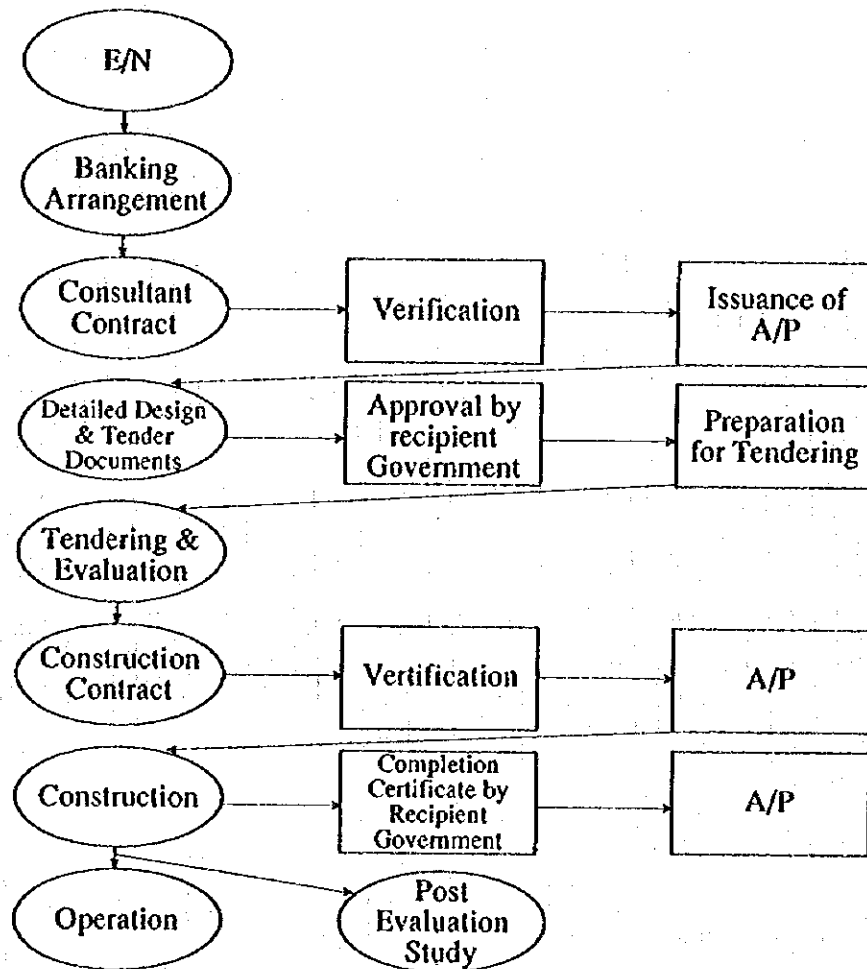 E/N
Banking
Arrangement
Consultant
Contract
Verification
Issuance of
A/P
Detailed Design
& Tender
Documents
Approval by
recipient
Government
Preparation
for Tendering
Tendering &
Evaluation
Construction
Contract
Vertification
A/P
Construction
Completion
Certificate by
Recipient
Government
A/P
Operation
Post
Evaluation
Study